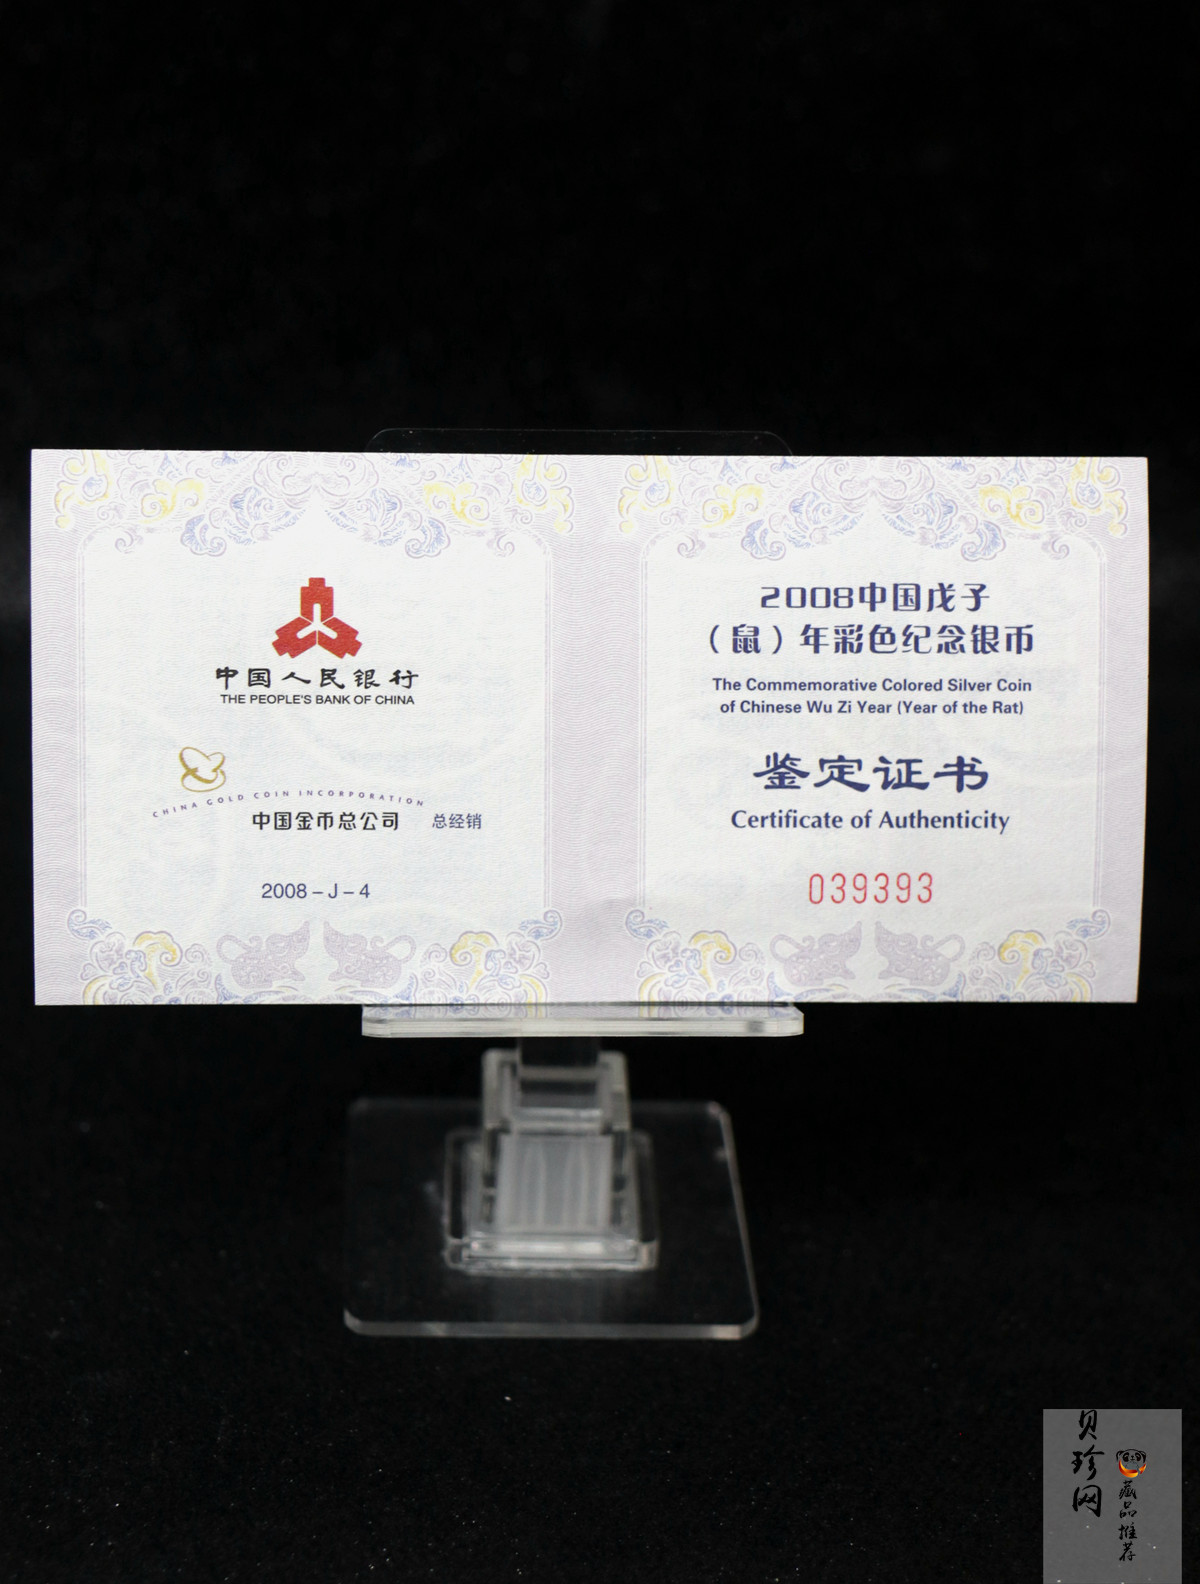 中国人民银行
THE PEOPLE'S BANK OF CHINA
CHINA GOLD COIN INCORPORATION
中国金币总公司 总经销
2008-J-4
2008中国戊子
(鼠)年彩色纪念银币
The Commemorative Colored Silver Coin
of Chinese Wu Zi Year (Year of the Rat)
鉴定证书
Certificate of Authenticity
039393
贝珍网
藏品推荐